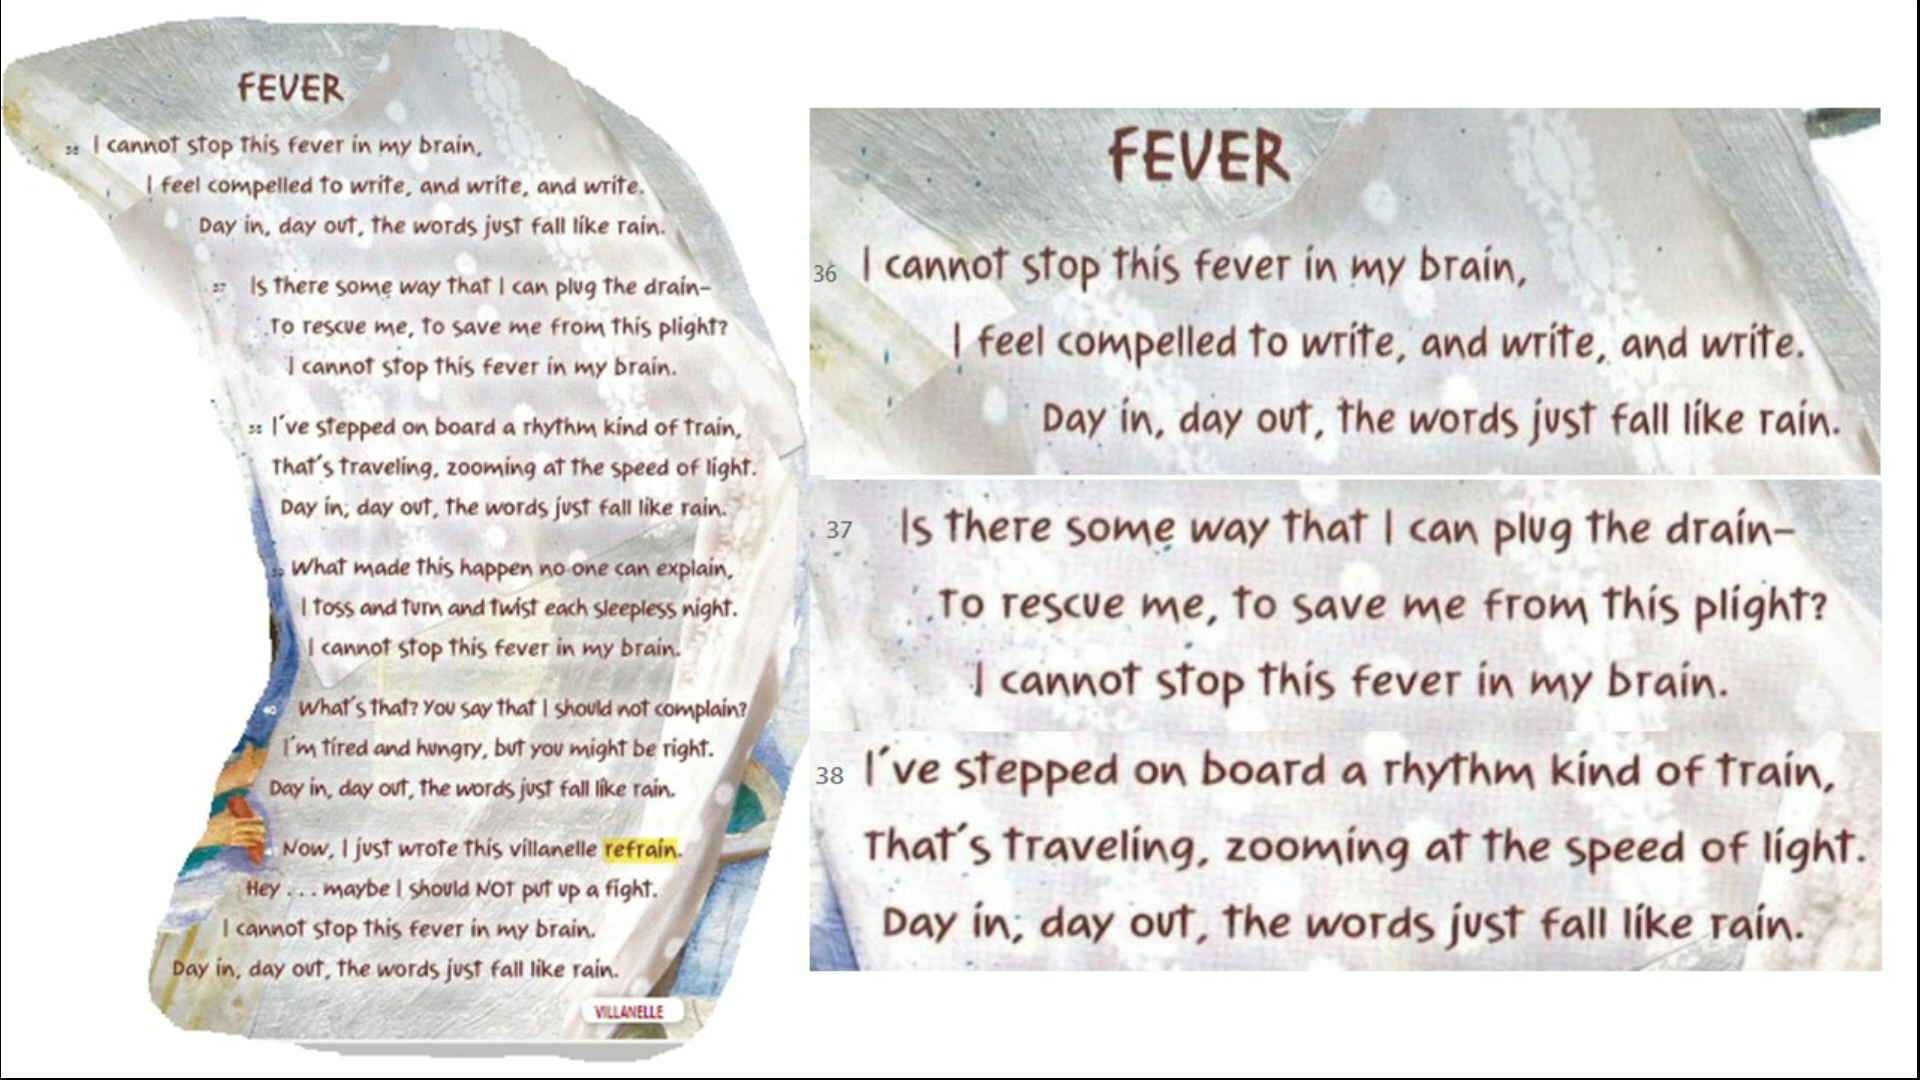 FEVER
36 I cannot stop this fever in my brain,
I feel compelled to write, and write, and write.
Day in, day out, the words just fall like rain.
37 Is there some way that I can plug the drain–
To rescue me, to save me from this plight?
I cannot stop this fever in my brain.
38 I've stepped on board a rhythm kind of train,
That's traveling, zooming at the speed of light.
Day in, day out, the words just fall like rain.
What made this happen no one can explain,
I toss and turn and twist each sleepless night.
I cannot stop this fever in my brain.
What's that? You say that I should not complain?
I'm tired and hungry, but you might be right.
Day in, day out, the words just fall like rain.
Now, I just wrote this villanelle refrain.
Hey . . . maybe I should NOT put up a fight.
I cannot stop this fever in my brain.
Day in, day out, the words just fall like rain.
VILLANELLE
FEVER
36 I cannot stop this fever in my brain,
I feel compelled to write, and write, and write.
Day in, day out, the words just fall like rain.
37 Is there some way that I can plug the drain–
To rescue me, to save me from this plight?
I cannot stop this fever in my brain.
38 I've stepped on board a rhythm kind of train,
That's traveling, zooming at the speed of light.
Day in, day out, the words just fall like rain.